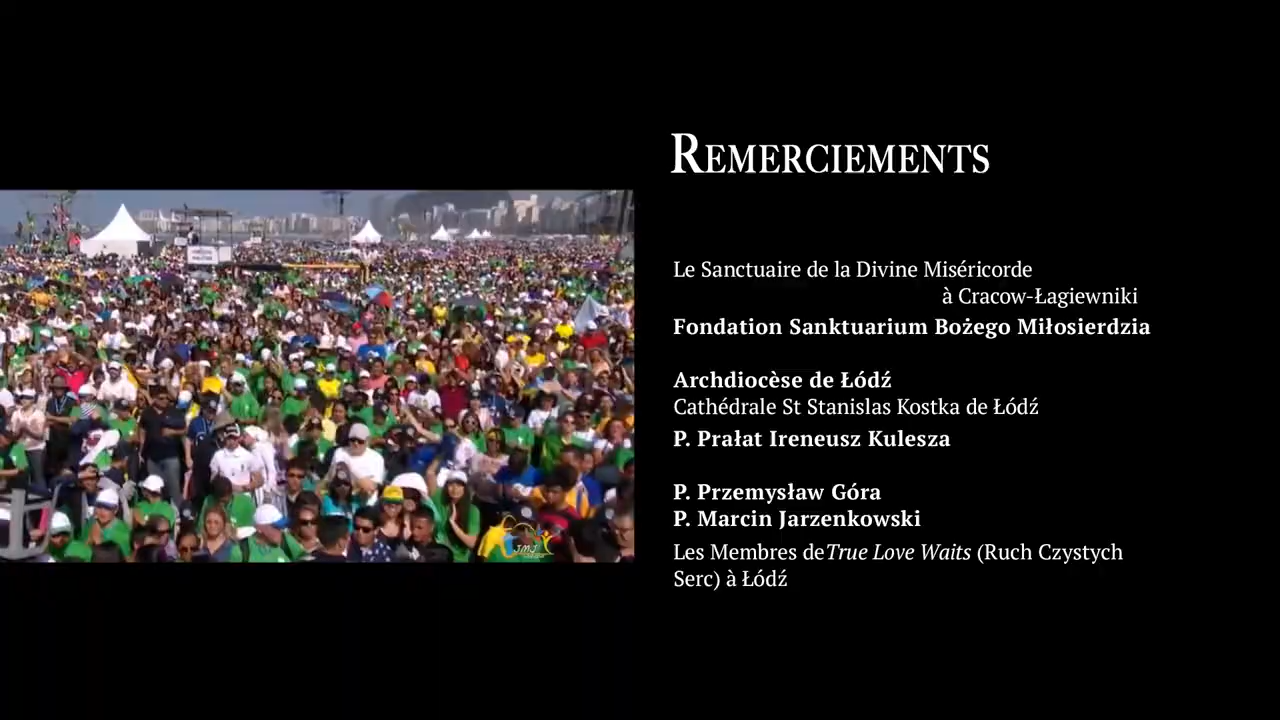 REMERCIEMENTS
Le Sanctuaire de la Divine Miséricorde
à Cracow-Łagiewniki
Fondation Sanktuarium Bożego Miłosierdzia
Archdiocèse de Łódź
Cathédrale St Stanislas Kostka de Łódź
P. Prałat Ireneusz Kulesza
P. Przemysław Góra
P. Marcin Jarzenkowski
Les Membres deTrue Love Waits (Ruch Czystych
Serc) à Łódź
JMJ